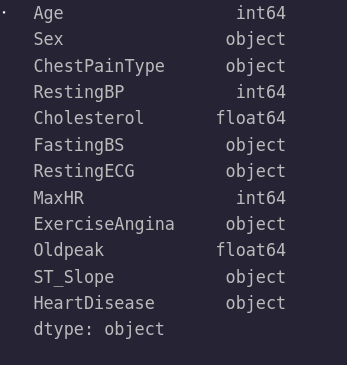 Age int64
Sex object
ChestPainType object
RestingBP int64
Cholesterol float64
FastingBS object
RestingECG object
MaxHR int64
ExerciseAngina object
Oldpeak float64
ST_Slope object
HeartDisease object
dtype: object